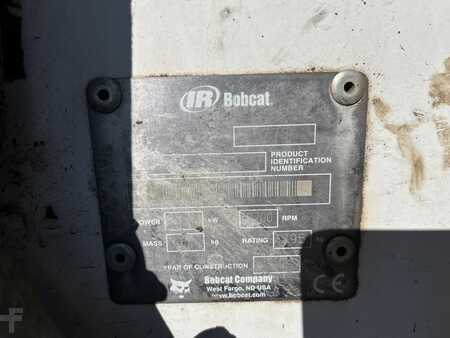 IR Bobcat.
PRODUCT
IDENTIFICATION
NUMBER
POWER kW RPM
MASS kg RATING
YEAR OF CONSTRUCTION
Bobcat Company
West Fargo, ND USA
www.bobcat.com
CE
F